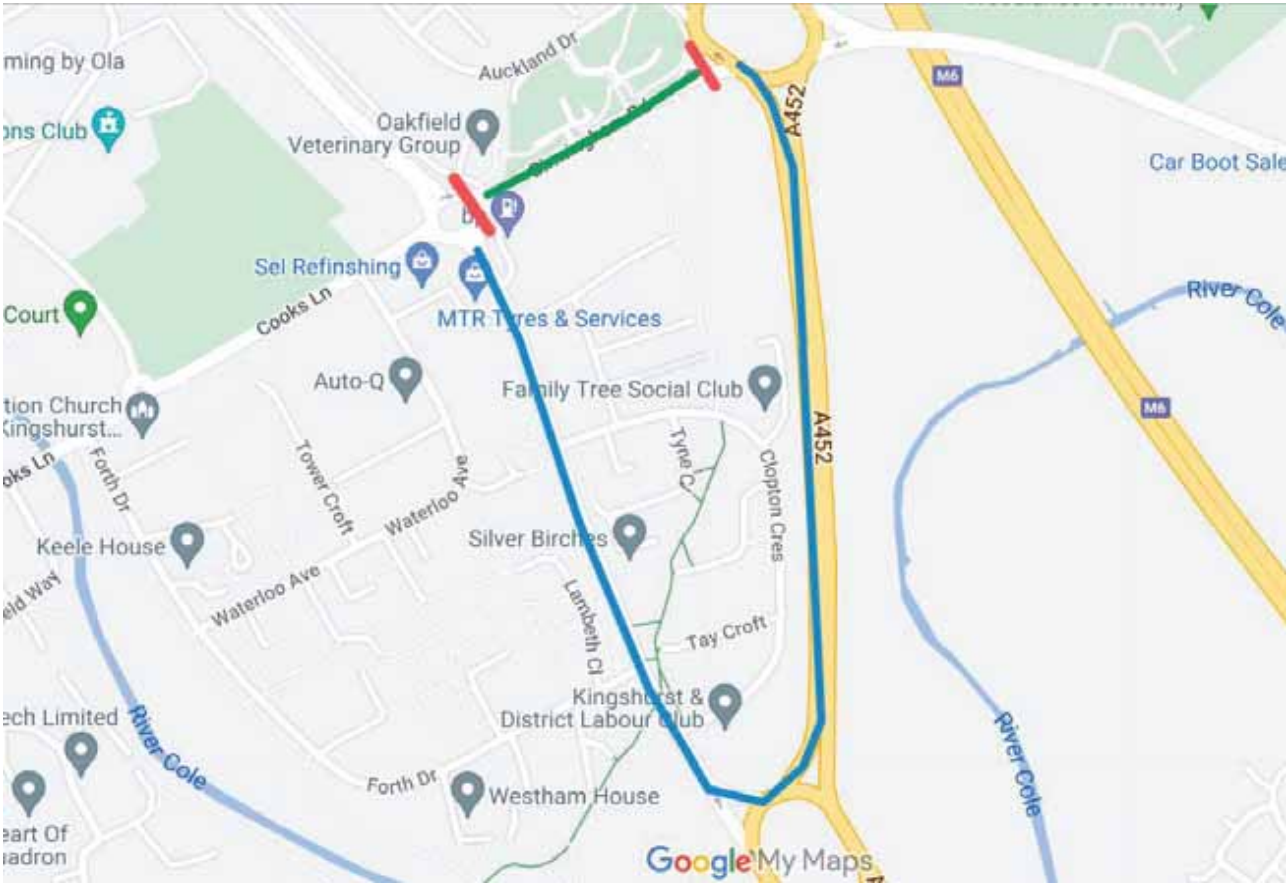 ming by Ola
Auckland Dr
M6
ons Club
Oakfield
Veterinary Group
A452
Car Boot Sale
Sel Refinshing
River Cole
Court
Cooks Ln
MTR Tyres & Services
Auto-Q
Family Tree Social Club
M6
tion Church
Kingshurst...
A452
oks Ln
Forth Dr
Tower Croft
Waterloo Ave
Tyne C
Clopton Cres
Keele House
Silver Birches
eld Way
Waterloo Ave
Lambeth Cl
Tay Croft
Kingshurst &
District Labour Club
ech Limited
River Cole
River Cole
Forth Dr
Westham House
eart Of
uadron
Google My Maps